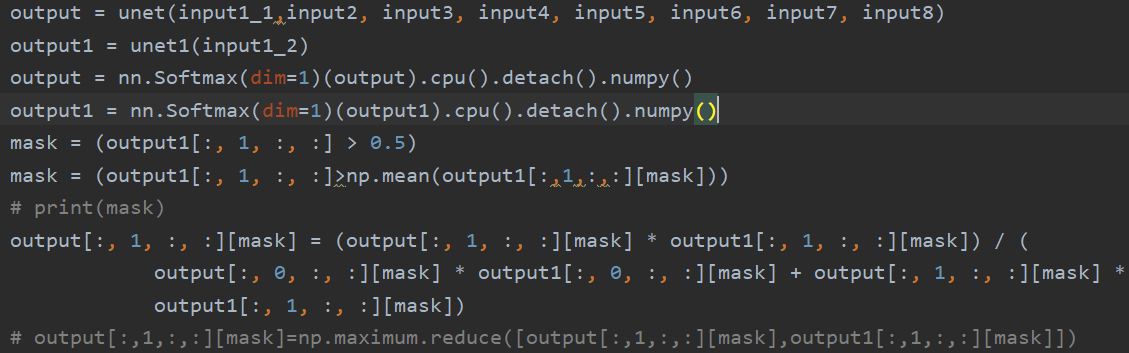 output = unet(input1_1,input2, input3, input4, input5, input6, input7, input8)
output1 = unet1(input1_2)
output = nn.Softmax(dim=1)(output).cpu().detach().numpy()
output1 = nn.Softmax(dim=1)(output1).cpu().detach().numpy()
mask = (output1[:, 1, :, :] > 0.5)
mask = (output1[:, 1, :, :]>np.mean(output1[:,1,:,:][mask]))
# print(mask)
output[:, 1, :, :][mask] = (output[:, 1, :, :][mask] * output1[:, 1, :, :][mask]) / (
output[:, 0, :, :][mask] * output1[:, 0, :, :][mask] + output[:, 1, :, :][mask] *
output1[:, 1, :, :][mask])
# output[:,1,:,:][mask]=np.maximum.reduce([output[:,1,:,:][mask],output1[:,1,:,:][mask]])